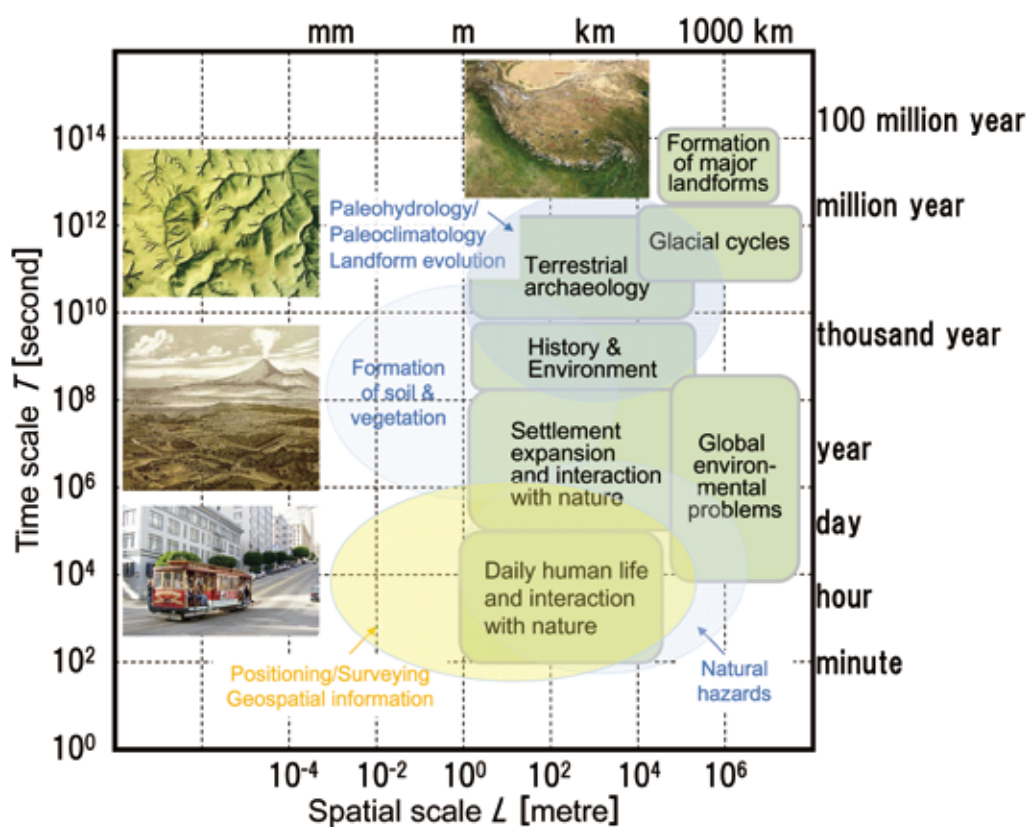 mm m km 1000 km
10^14
10^12
10^10
10^8
10^6
10^4
10^2
10^0
Time scale T [second]
100 million year
million year
thousand year
year
day
hour
minute
Formation
of major
landforms
Paleohydrology/
Paleoclimatology
Landform evolution
Glacial cycles
Terrestrial
archaeology
History &
Environment
Formation
of soil &
vegetation
Settlement
expansion
and interaction
with nature
Global
environ-
mental
problems
Daily human life
and interaction
with nature
Positioning/Surveying
Geospatial information
Natural
hazards
10^-4 10^-2 10^0 10^2 10^4 10^6
Spatial scale L [metre]